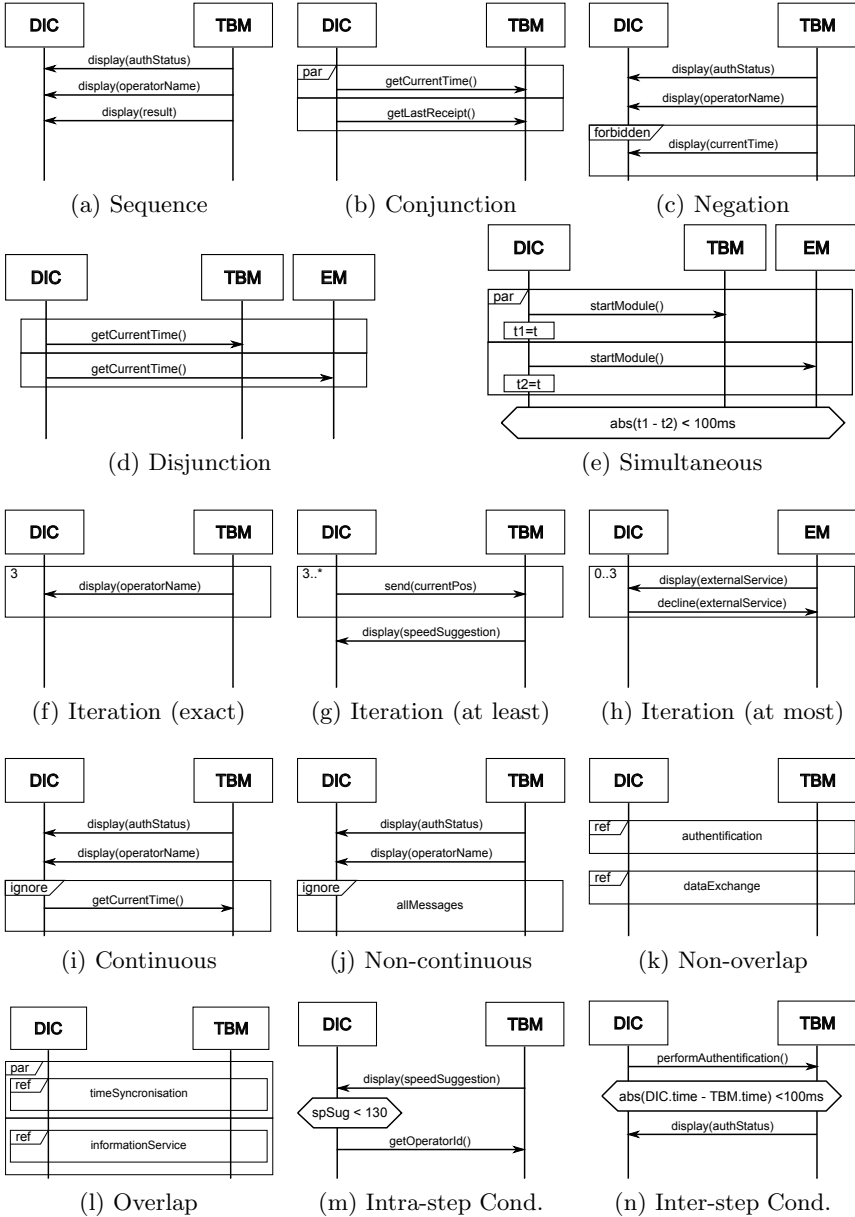 DIC TBM
display(authStatus)
display(operatorName)
display(result)
(a) Sequence
DIC TBM
par
getCurrentTime()
getLastReceipt()
(b) Conjunction
DIC TBM
display(authStatus)
display(operatorName)
forbidden
display(currentTime)
(c) Negation
DIC TBM EM
getCurrentTime()
getCurrentTime()
(d) Disjunction
DIC TBM EM
par
startModule()
t1=t
startModule()
t2=t
abs(t1 - t2) < 100ms
(e) Simultaneous
DIC TBM
3
display(operatorName)
(f) Iteration (exact)
DIC TBM
3..*
send(currentPos)
display(speedSuggestion)
(g) Iteration (at least)
DIC EM
0..3
display(externalService)
decline(externalService)
(h) Iteration (at most)
DIC TBM
display(authStatus)
display(operatorName)
ignore
getCurrentTime()
(i) Continuous
DIC TBM
display(authStatus)
display(operatorName)
ignore
allMessages
(j) Non-continuous
DIC TBM
ref
authentification
ref
dataExchange
(k) Non-overlap
DIC TBM
par
ref
timeSyncronisation
ref
informationService
(l) Overlap
DIC TBM
display(speedSuggestion)
spSug < 130
getOperatorId()
(m) Intra-step Cond.
DIC TBM
performAuthentification()
abs(DIC.time - TBM.time) <100ms
display(authStatus)
(n) Inter-step Cond.